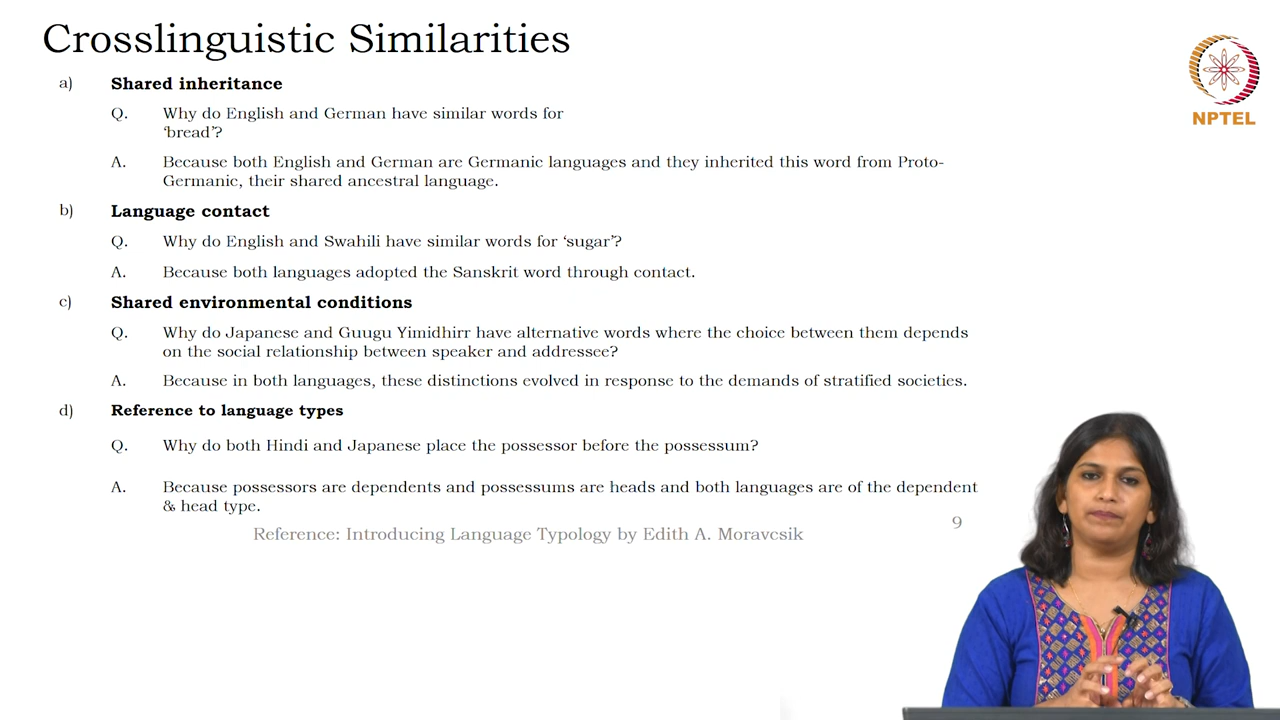 Crosslinguistic Similarities
a) Shared inheritance
Q. Why do English and German have similar words for
‘bread’?
A. Because both English and German are Germanic languages and they inherited this word from Proto-
Germanic, their shared ancestral language.
b) Language contact
Q. Why do English and Swahili have similar words for ‘sugar’?
A. Because both languages adopted the Sanskrit word through contact.
c) Shared environmental conditions
Q. Why do Japanese and Guugu Yimidhirr have alternative words where the choice between them depends
on the social relationship between speaker and addressee?
A. Because in both languages, these distinctions evolved in response to the demands of stratified societies.
d) Reference to language types
Q. Why do both Hindi and Japanese place the possessor before the possessum?
A. Because possessors are dependents and possessums are heads and both languages are of the dependent
& head type.
Reference: Introducing Language Typology by Edith A. Moravcsik
9
NPTEL